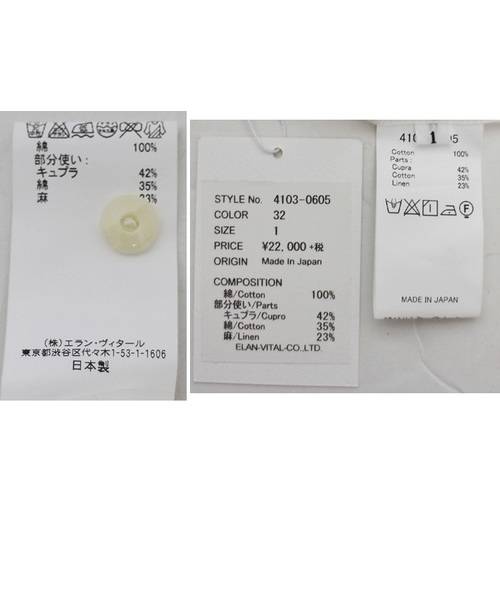 綿 100%
部分使い:
キュプラ 42%
綿 35%
麻 23%
(株)エラン・ヴィタール
東京都渋谷区代々木1-53-1-1606
日本製
STYLE No. 4103-0605
COLOR 32
SIZE 1
PRICE ¥22,000+税
ORIGIN Made In Japan
COMPOSITION
綿/Cotton 100%
部分使い/Parts
キュプラ/Cupro 42%
綿/Cotton 35%
麻/Linen 23%
ELAN-VITAL-CO.,LTD.
1
Cotton 100%
Parts:
Cupra 42%
Cotton 35%
Linen 23%
MADE IN JAPAN